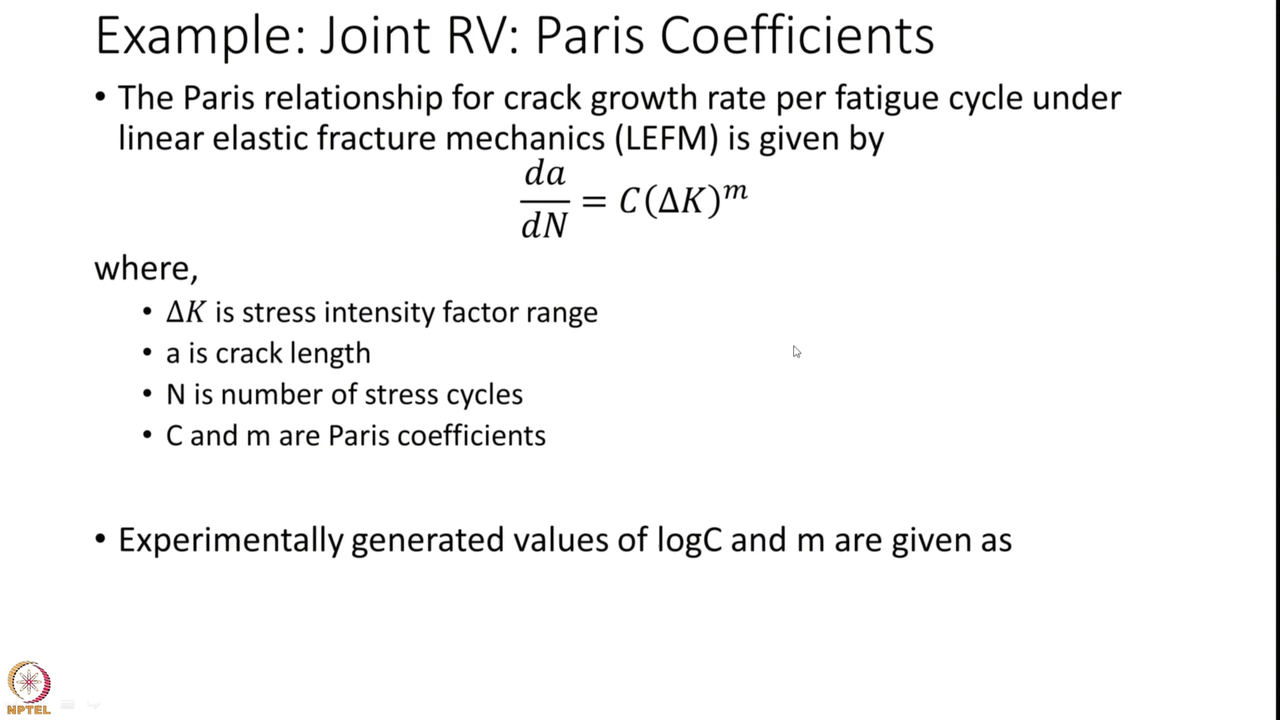 Example: Joint RV: Paris Coefficients
• The Paris relationship for crack growth rate per fatigue cycle under
linear elastic fracture mechanics (LEFM) is given by
da/dN = C(ΔK)^m
where,
• ΔK is stress intensity factor range
• a is crack length
• N is number of stress cycles
• C and m are Paris coefficients
• Experimentally generated values of logC and m are given as
NPTEL